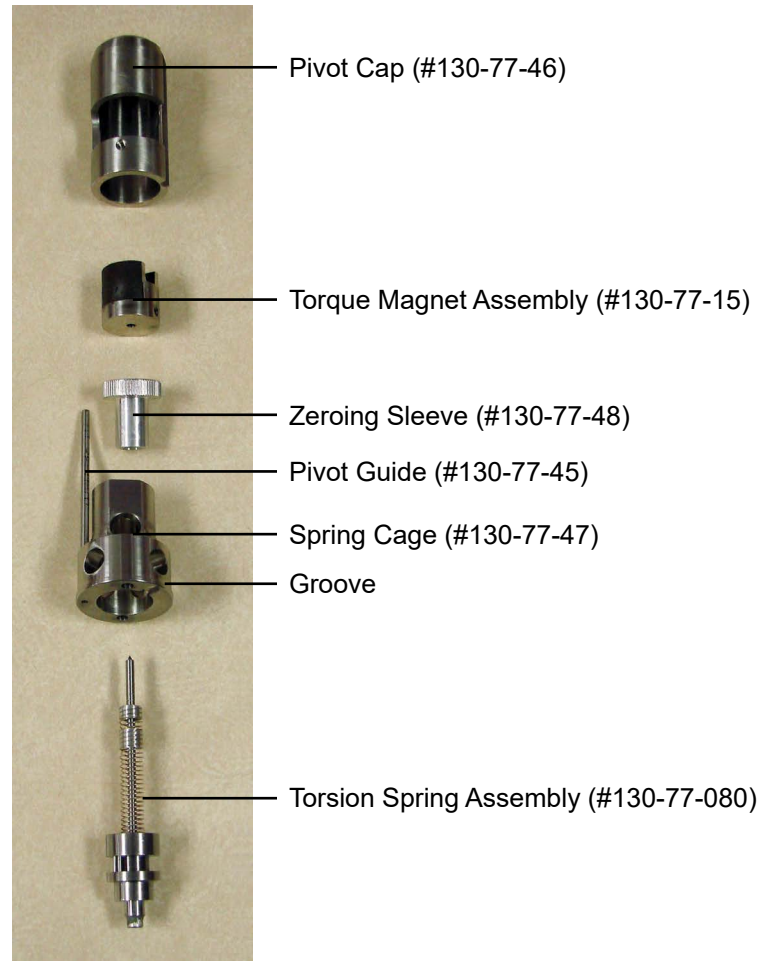 Pivot Cap (#130-77-46)
Torque Magnet Assembly (#130-77-15)
Zeroing Sleeve (#130-77-48)
Pivot Guide (#130-77-45)
Spring Cage (#130-77-47)
Groove
Torsion Spring Assembly (#130-77-080)